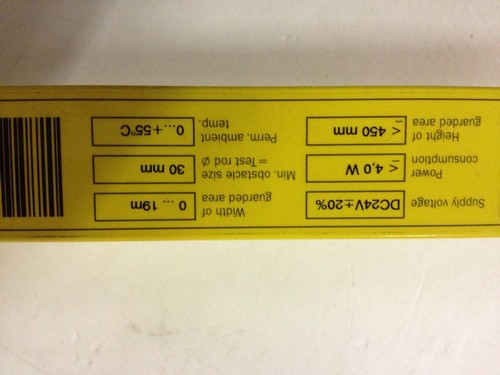 Supply voltage
DC24V±20%
Power
consumption
≤ 4,0 W
Height of
guarded area
≤ 450 mm
Width of
guarded area
0 ... 19m
Min. obstacle size
=Test rod Ø
30 mm
Perm. ambient
temp.
0...+55°C